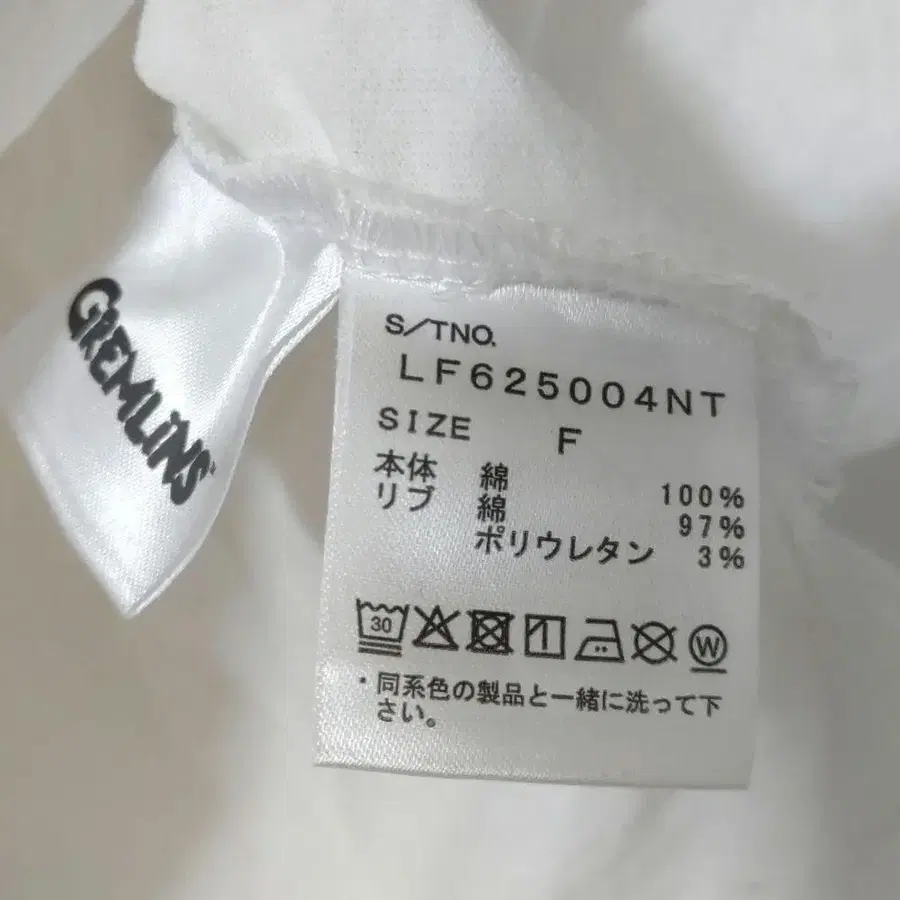 GREMLiNS
S/TNO.
LF625004NT
SIZE F
本体 綿 100%
リブ 綿 97%
ポリウレタン 3%
30
W
・同系色の製品と一緒に洗って下
さい。